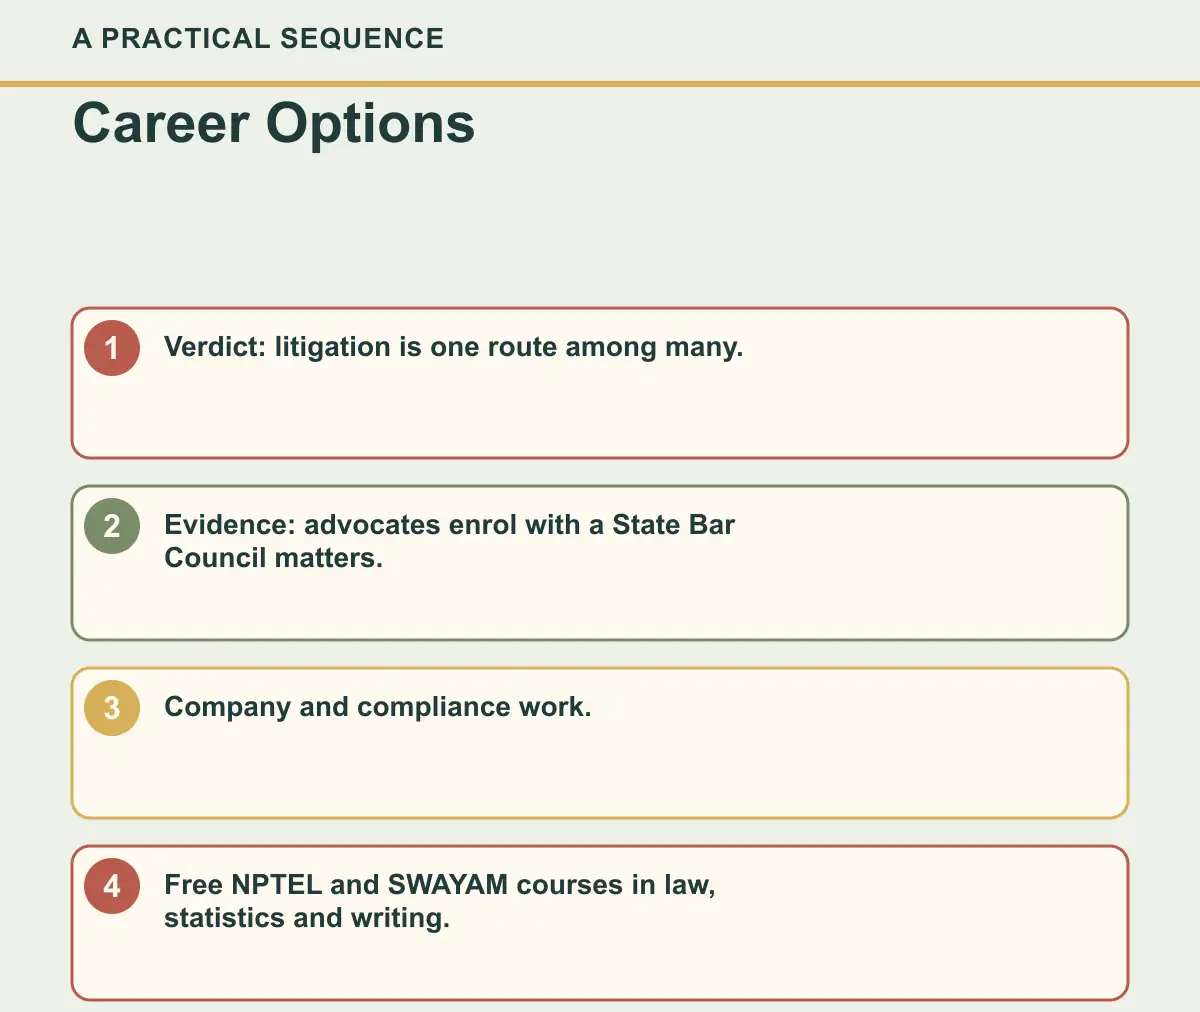 A PRACTICAL SEQUENCE
Career Options
1
Verdict: litigation is one route among many.
2
Evidence: advocates enrol with a State Bar
Council matters.
3
Company and compliance work.
4
Free NPTEL and SWAYAM courses in law,
statistics and writing.